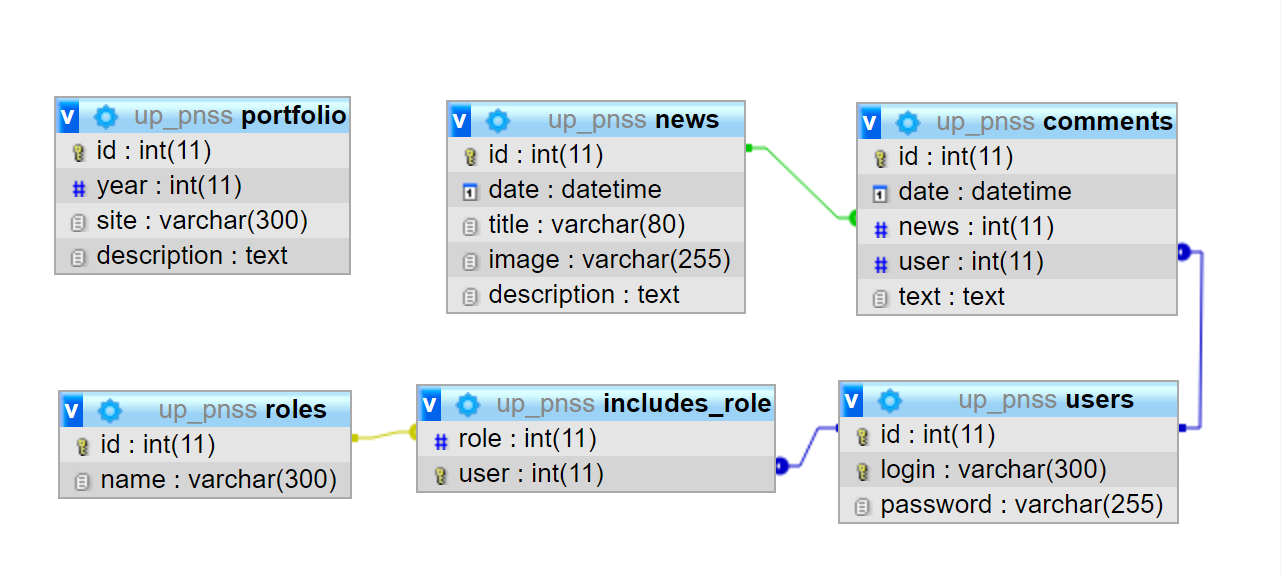 v up_pnss portfolio
id : int(11)
# year : int(11)
site : varchar(300)
description : text
v up_pnss news
id : int(11)
date : datetime
title : varchar(80)
image : varchar(255)
description : text
v up_pnss comments
id : int(11)
date : datetime
# news : int(11)
# user : int(11)
text : text
v up_pnss roles
id : int(11)
name : varchar(300)
v up_pnss includes_role
# role : int(11)
user : int(11)
v up_pnss users
id : int(11)
login : varchar(300)
password : varchar(255)